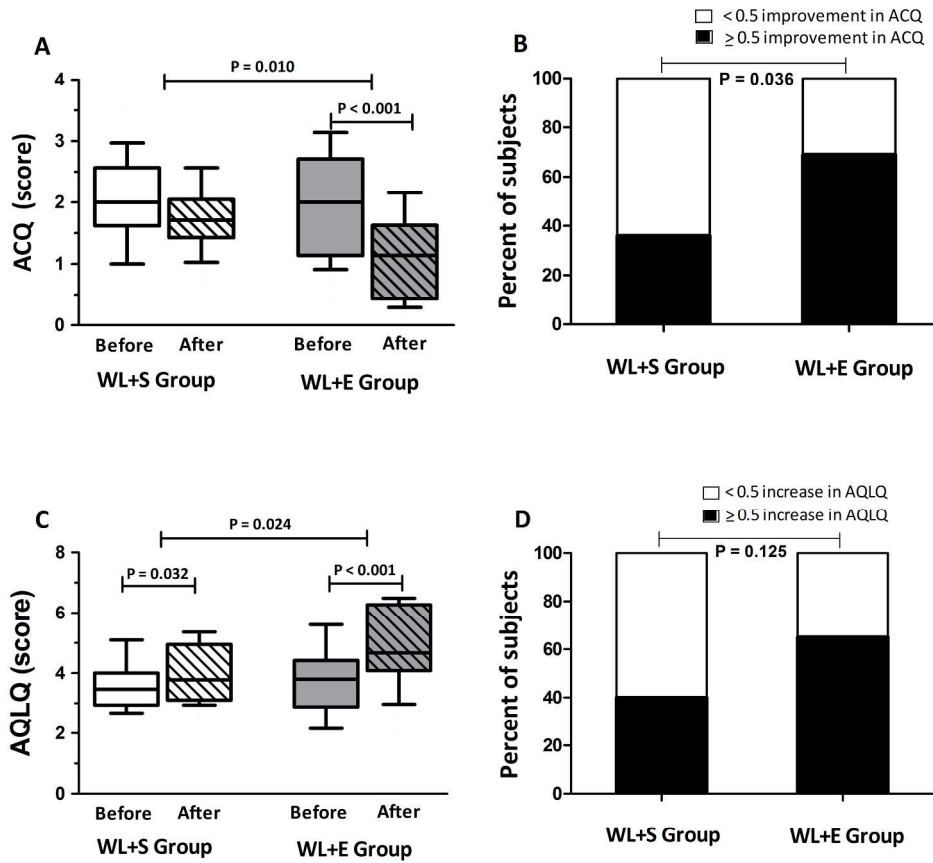 A
P = 0.010
P < 0.001
ACQ (score)
4
3
2
1
0
Before After Before After
WL+S Group WL+E Group
B
< 0.5 improvement in ACQ
≥ 0.5 improvement in ACQ
P = 0.036
Percent of subjects
100
80
60
40
20
0
WL+S Group WL+E Group
C
P = 0.024
P = 0.032
P < 0.001
AQLQ (score)
8
6
4
2
0
Before After Before After
WL+S Group WL+E Group
D
< 0.5 increase in AQLQ
≥ 0.5 increase in AQLQ
P = 0.125
Percent of subjects
100
80
60
40
20
0
WL+S Group WL+E Group